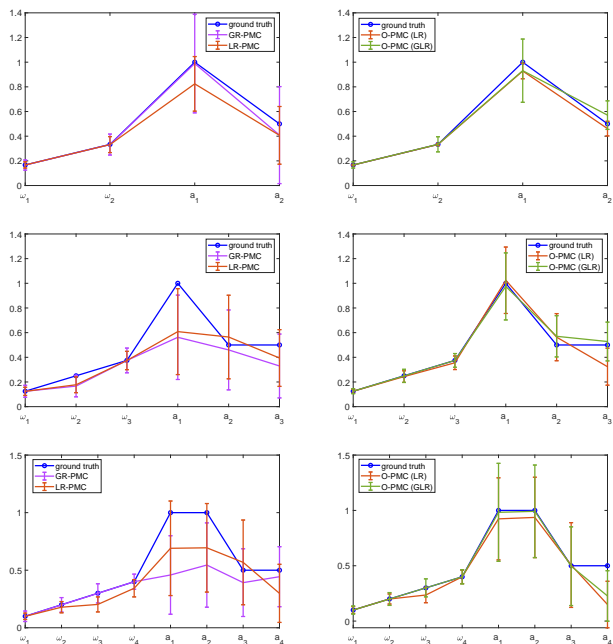 1.4
1.2
1
0.8
0.6
0.4
0.2
0
ω1 ω2 a1 a2
ground truth
GR-PMC
LR-PMC
1.4
1.2
1
0.8
0.6
0.4
0.2
0
ω1 ω2 a1 a2
ground truth
O-PMC (LR)
O-PMC (GLR)
1.4
1.2
1
0.8
0.6
0.4
0.2
0
ω1 ω2 ω3 a1 a2 a3
ground truth
GR-PMC
LR-PMC
1.4
1.2
1
0.8
0.6
0.4
0.2
0
ω1 ω2 ω3 a1 a2 a3
ground truth
O-PMC (LR)
O-PMC (GLR)
1.5
1
0.5
0
ω1 ω2 ω3 ω4 a1 a2 a3 a4
ground truth
GR-PMC
LR-PMC
1.5
1
0.5
0
ω1 ω2 ω3 ω4 a1 a2 a3 a4
ground truth
O-PMC (LR)
O-PMC (GLR)